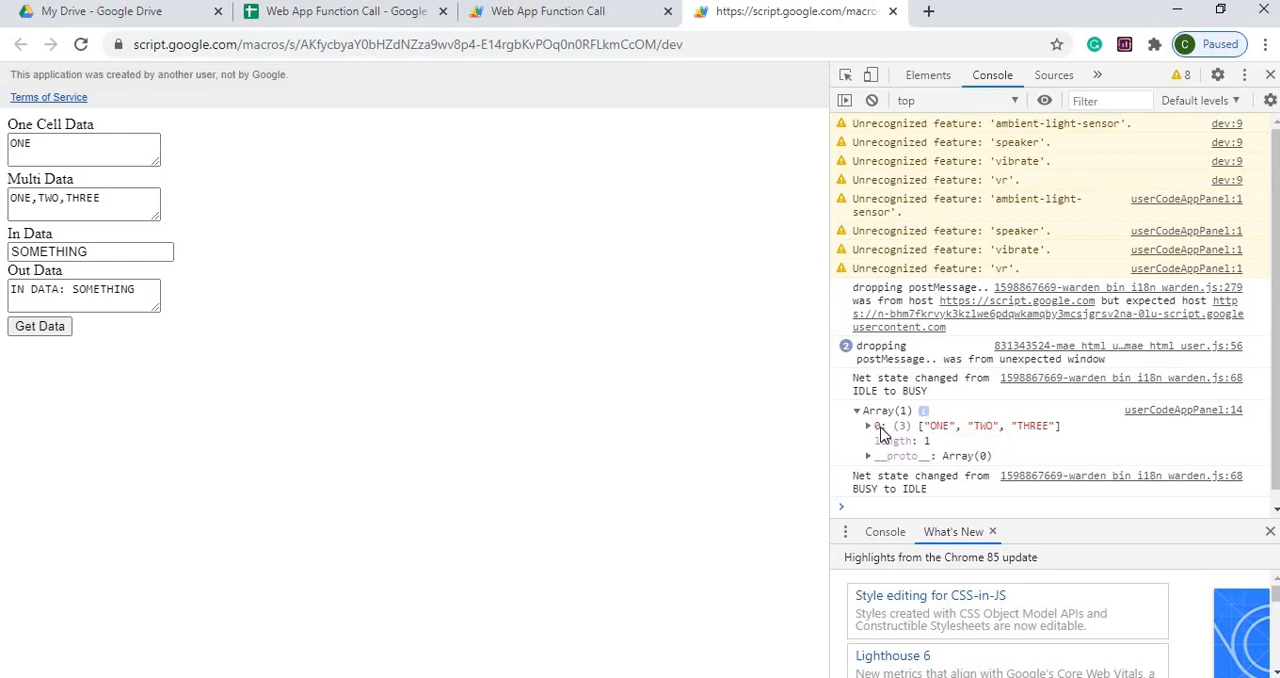 My Drive - Google Drive
Web App Function Call - Google
Web App Function Call
https://script.google.com/macros
script.google.com/macros/s/AKfycbyaY0bHZdNZza9wv8p4-E14rgbKvPOq0n0RFLkmCcOM/dev
C Paused
This application was created by another user, not by Google.
Terms of Service
One Cell Data
ONE
Multi Data
ONE,TWO,THREE
In Data
SOMETHING
Out Data
IN DATA: SOMETHING
Get Data
Elements Console Sources » 8
top Filter Default levels
Unrecognized feature: 'ambient-light-sensor'. dev:9
Unrecognized feature: 'speaker'. dev:9
Unrecognized feature: 'vibrate'. dev:9
Unrecognized feature: 'vr'. dev:9
Unrecognized feature: 'ambient-light- userCodeAppPanel:1
sensor'.
Unrecognized feature: 'speaker'. userCodeAppPanel:1
Unrecognized feature: 'vibrate'. userCodeAppPanel:1
Unrecognized feature: 'vr'. userCodeAppPanel:1
dropping postMessage.. 1598867669-warden bin i18n warden.js:279
was from host https://script.google.com but expected host http
s://n-bhm7fkrvyk3kzlwe6pdqwkamqby3mcsjgrsv2na-0lu-script.google
usercontent.com
2 dropping 831343524-mae html u…mae html user.js:56
postMessage.. was from unexpected window
Net state changed from 1598867669-warden bin i18n warden.js:68
IDLE to BUSY
Array(1) i userCodeAppPanel:14
0: (3) ["ONE", "TWO", "THREE"]
length: 1
__proto__: Array(0)
Net state changed from 1598867669-warden bin i18n warden.js:68
BUSY to IDLE
Console What's New
Highlights from the Chrome 85 update
Style editing for CSS-in-JS
Styles created with CSS Object Model APIs and
Constructible Stylesheets are now editable.
Lighthouse 6
New metrics that align with Google's Core Web Vitals, a